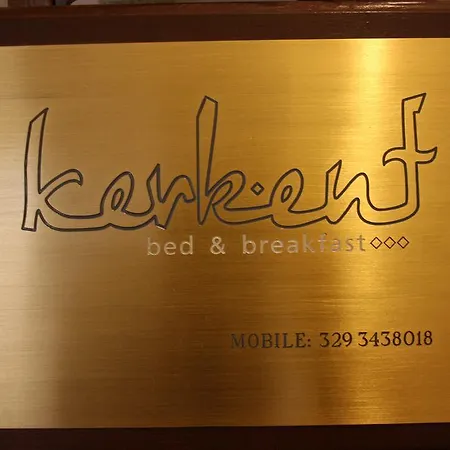 kerkent
bed & breakfast◇◇◇
MOBILE: 329 3438018